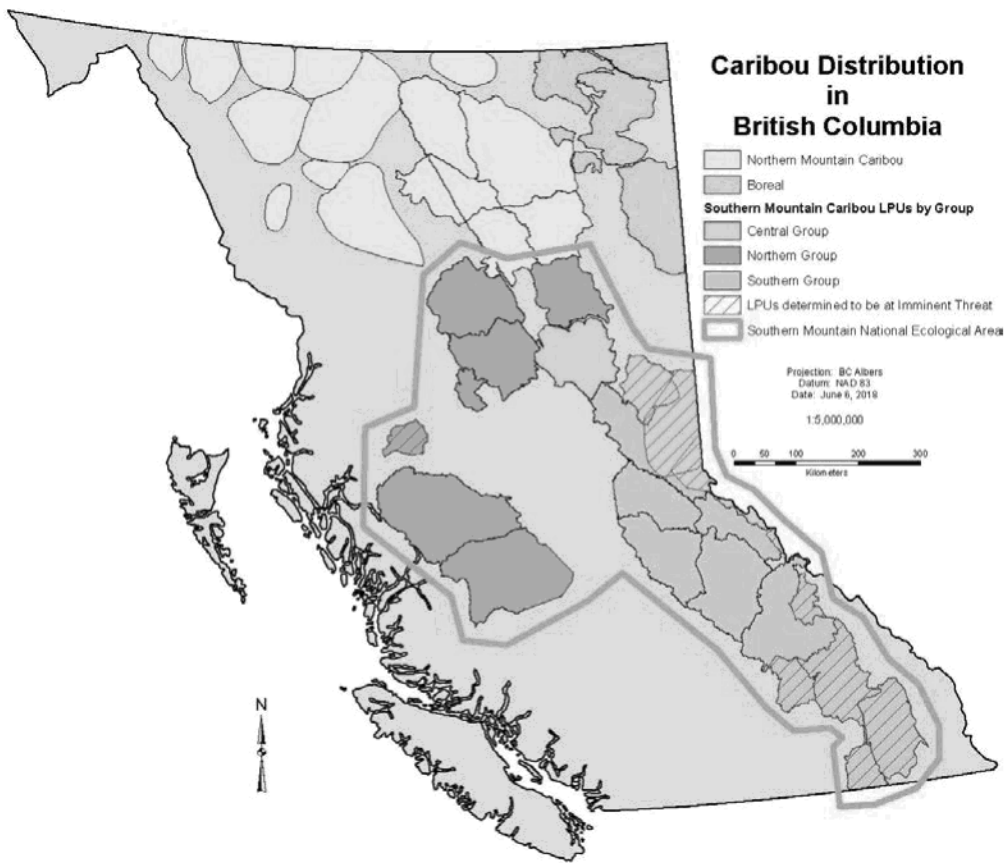 Caribou Distribution
in
British Columbia
Northern Mountain Caribou
Boreal
Southern Mountain Caribou LPUs by Group
Central Group
Northern Group
Southern Group
LPUs determined to be at Imminent Threat
Southern Mountain National Ecological Area
Projection: BC Albers
Datum: NAD 83
Date: June 6, 2018
1:5,000,000
0 50 100 200 300
Kilometers
N